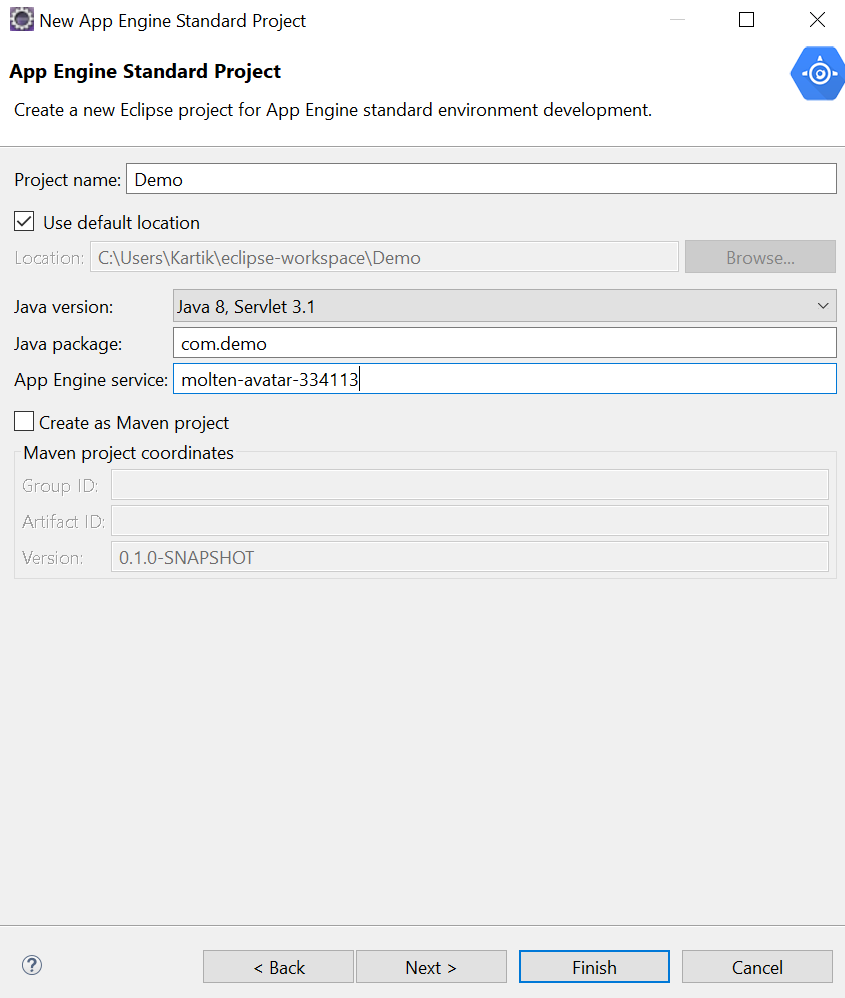 New App Engine Standard Project
App Engine Standard Project
Create a new Eclipse project for App Engine standard environment development.
Project name: Demo
Use default location
Location: C:\Users\Kartik\eclipse-workspace\Demo Browse...
Java version: Java 8, Servlet 3.1
Java package: com.demo
App Engine service: molten-avatar-334113
Create as Maven project
Maven project coordinates
Group ID:
Artifact ID:
Version: 0.1.0-SNAPSHOT
? < Back Next > Finish Cancel